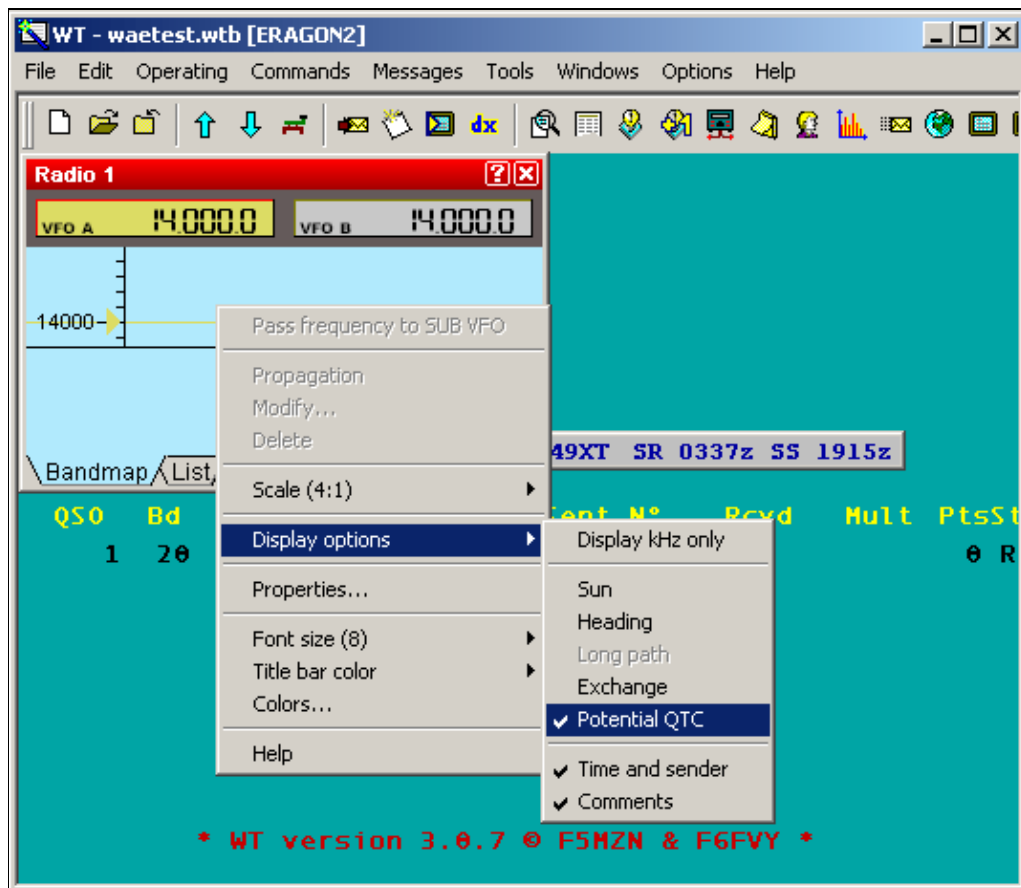 WT - waetest.wtb [ERAGON2]
File Edit Operating Commands Messages Tools Windows Options Help
dx
Radio 1
VFO A 14.000.0 VFO B 14.000.0
14000
Bandmap List
49XT SR 0337z SS 1915z
QSO Bd N° Rcvd Mult PtsSt
1 20 0 R
Pass frequency to SUB VFO
Propagation
Modify...
Delete
Scale (4:1)
Display options
Properties...
Font size (8)
Title bar color
Colors...
Help
Display kHz only
Sun
Heading
Long path
Exchange
Potential QTC
Time and sender
Comments
* WT version 3.0.7 © F5MZN & F6FVY *